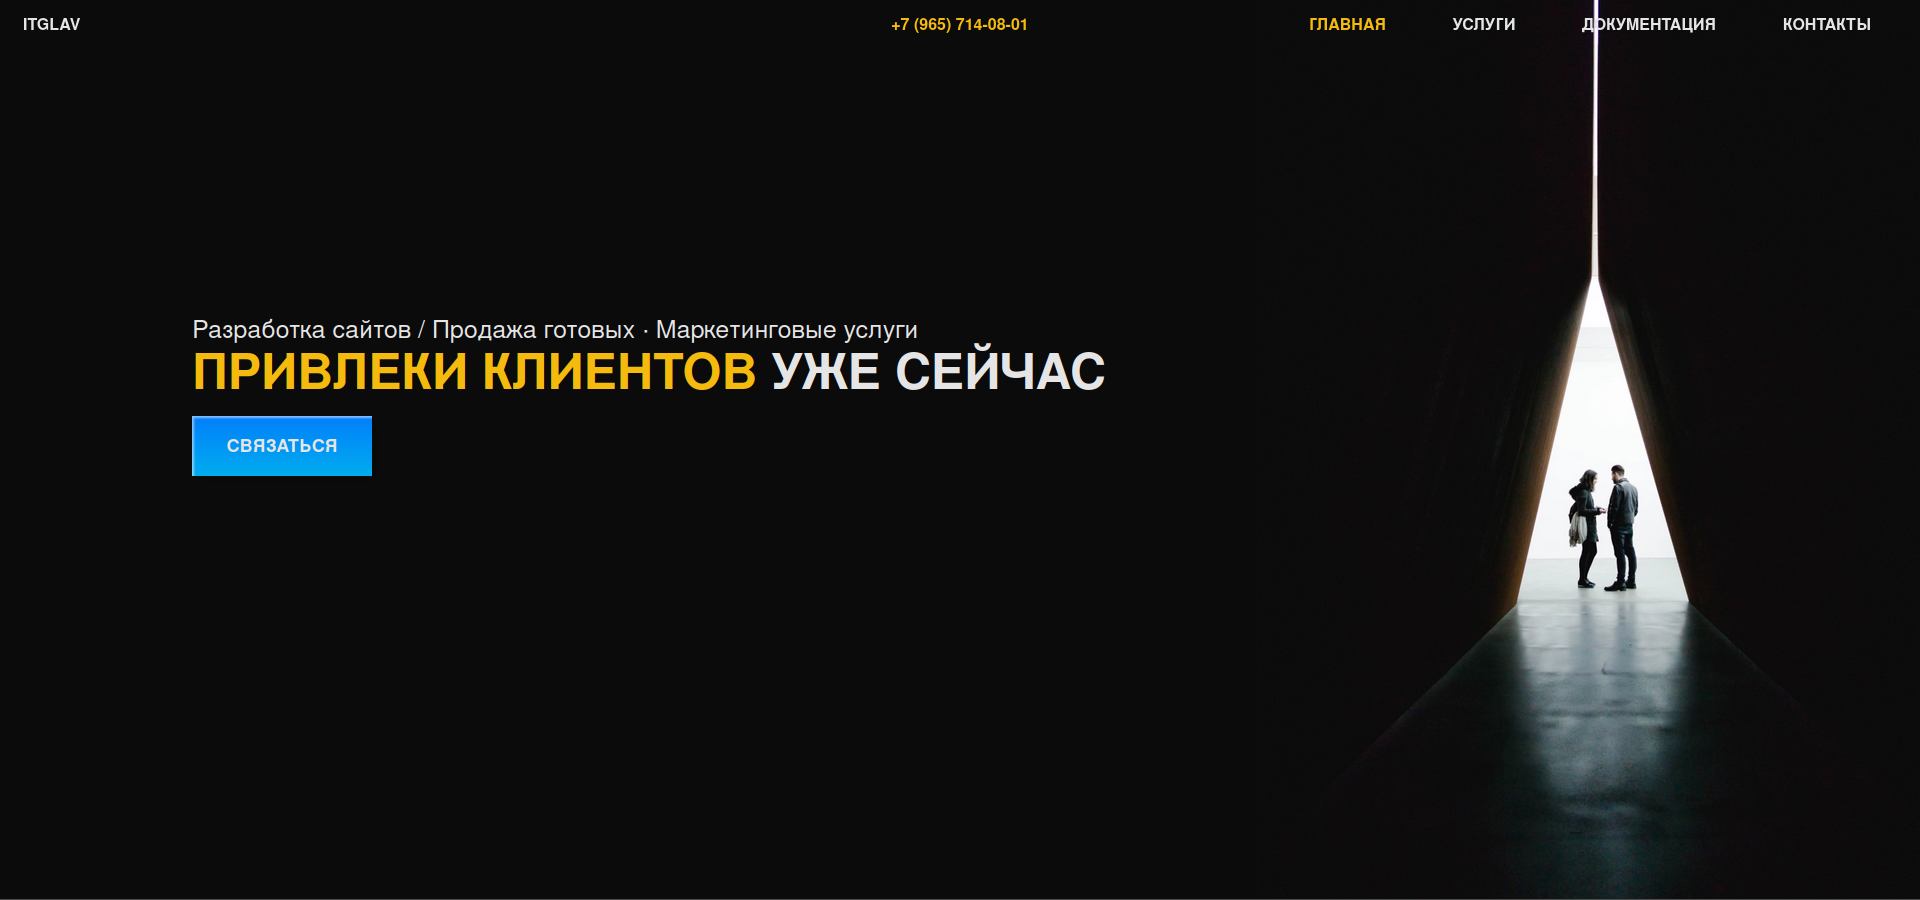 ITGLAV
+7 (965) 714-08-01
ГЛАВНАЯ
УСЛУГИ
ДОКУМЕНТАЦИЯ
КОНТАКТЫ
Разработка сайтов / Продажа готовых · Маркетинговые услуги
ПРИВЛЕКИ КЛИЕНТОВ УЖЕ СЕЙЧАС
СВЯЗАТЬСЯ